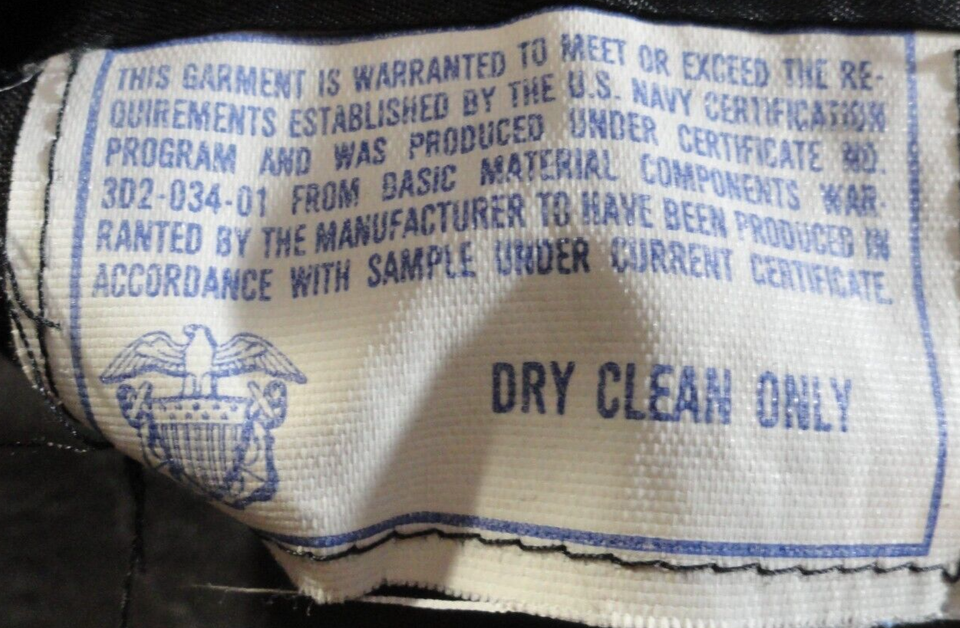 THIS GARMENT IS WARRANTED TO MEET OR EXCEED THE RE-
QUIREMENTS ESTABLISHED BY THE U.S. NAVY CERTIFICATION
PROGRAM AND WAS PRODUCED UNDER CERTIFICATE NO.
3D2-034-01 FROM BASIC MATERIAL COMPONENTS WAR-
RANTED BY THE MANUFACTURER TO HAVE BEEN PRODUCED IN
ACCORDANCE WITH SAMPLE UNDER CURRENT CERTIFICATE.
DRY CLEAN ONLY